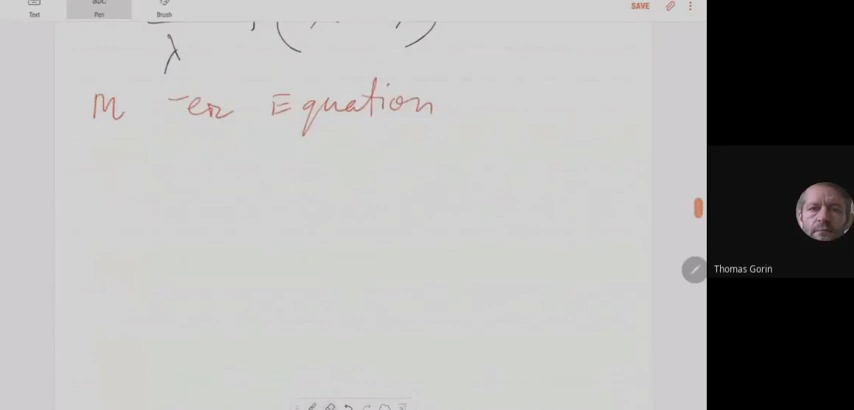 SAVE
Text
Pen
Brush
λ
M -er Equation
Thomas Gorin